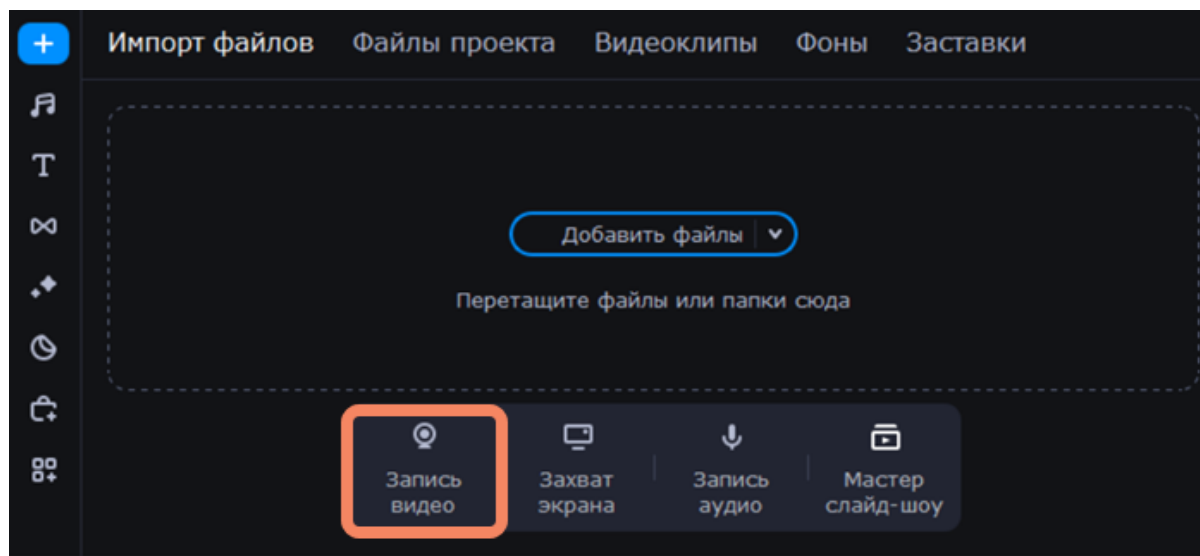 Импорт файлов Файлы проекта Видеоклипы Фоны Заставки
Добавить файлы
Перетащите файлы или папки сюда
Запись видео
Захват экрана
Запись аудио
Мастер слайд-шоу